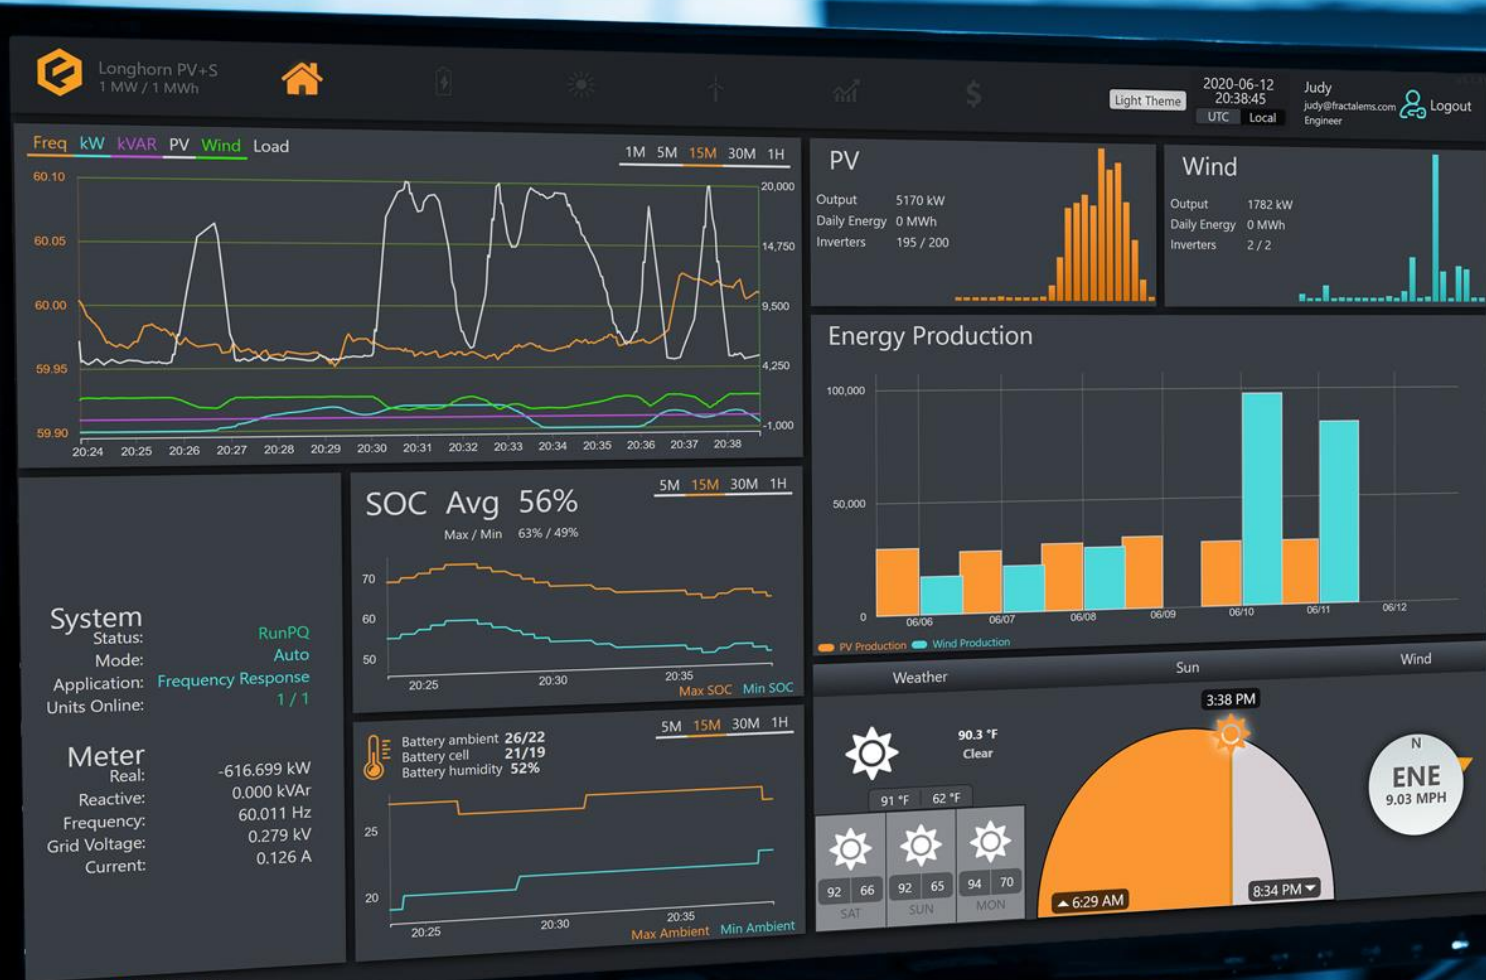 Longhorn PV+S
1 MW / 1 MWh
$
Light Theme
2020-06-12
20:38:45
UTC Local
Judy
judy@fractalems.com
Engineer
Logout
Freq kW kVAR PV Wind Load
1M 5M 15M 30M 1H
60.10
60.05
60.00
59.95
59.90
20,000
14,750
9,500
4,250
-1,000
20:24 20:25 20:26 20:27 20:28 20:29 20:30 20:31 20:32 20:33 20:34 20:35 20:36 20:37 20:38
PV
Output 5170 kW
Daily Energy 0 MWh
Inverters 195 / 200
Wind
Output 1782 kW
Daily Energy 0 MWh
Inverters 2 / 2
Energy Production
100,000
50,000
0
06/06 06/07 06/08 06/09 06/10 06/11 06/12
PV Production Wind Production
System
Status: RunPQ
Mode: Auto
Application: Frequency Response
Units Online: 1 / 1
Meter
Real: -616.699 kW
Reactive: 0.000 kVAr
Frequency: 60.011 Hz
Grid Voltage: 0.279 kV
Current: 0.126 A
SOC Avg 56%
Max / Min 63% / 49%
5M 15M 30M 1H
70
60
50
20:25 20:30 20:35
Max SOC Min SOC
Battery ambient 26/22
Battery cell 21/19
Battery humidity 52%
5M 15M 30M 1H
25
20
20:25 20:30 20:35
Max Ambient Min Ambient
Weather Sun Wind
90.3 °F
Clear
91 °F 62 °F
92 66
SAT
92 65
SUN
94 70
MON
3:38 PM
6:29 AM
8:34 PM
N
ENE
9.03 MPH